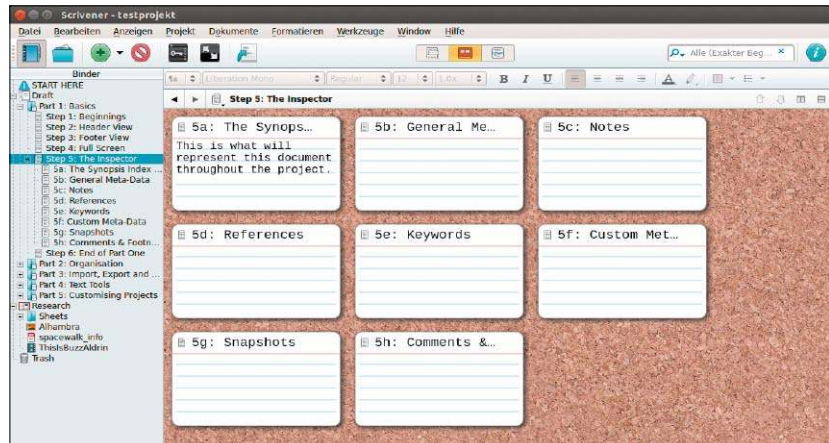 Scrivener - testprojekt
Datei Bearbeiten Anzeigen Projekt Dokumente Formatieren Werkzeuge Window Hilfe
Alle (Exakter Beg...
Binder
START HERE
Draft
Part 1: Basics
Step 1: Beginnings
Step 2: Header View
Step 3: Footer View
Step 4: Full Screen
Step 5: The Inspector
5a: The Synopsis Index ...
5b: General Meta-Data
5c: Notes
5d: References
5e: Keywords
5f: Custom Meta-Data
5g: Snapshots
5h: Comments & Footn...
Step 6: End of Part One
Part 2: Organisation
Part 3: Import, Export and ...
Part 4: Text Tools
Part 5: Customising Projects
Research
Sheets
Alhambra
spacewalk_info
ThisIsBuzzAldrin
Trash
¶a Liberation Mono Regular 12 1.0x B I U A
Step 5: The Inspector
5a: The Synops...
This is what will
represent this document
throughout the project.
5b: General Me...
5c: Notes
5d: References
5e: Keywords
5f: Custom Met...
5g: Snapshots
5h: Comments &...